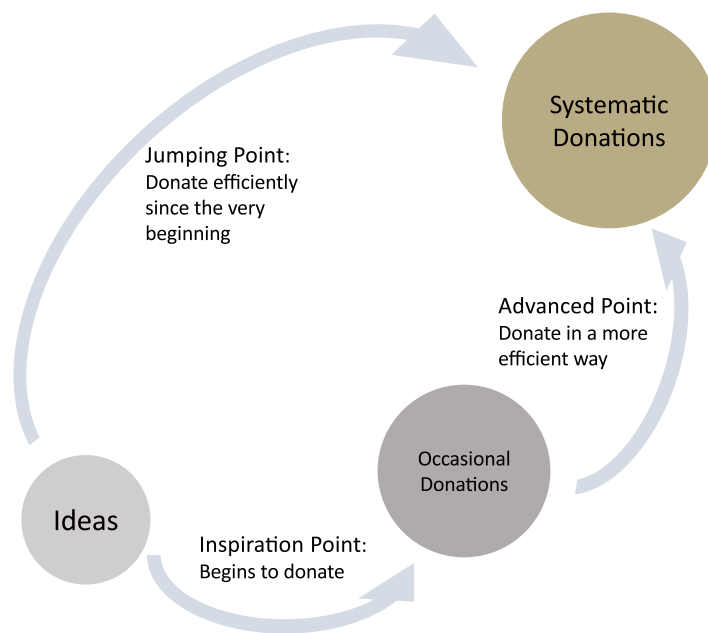 Systematic
Donations
Jumping Point:
Donate efficiently
since the very
beginning
Advanced Point:
Donate in a more
efficient way
Occasional
Donations
Ideas
Inspiration Point:
Begins to donate